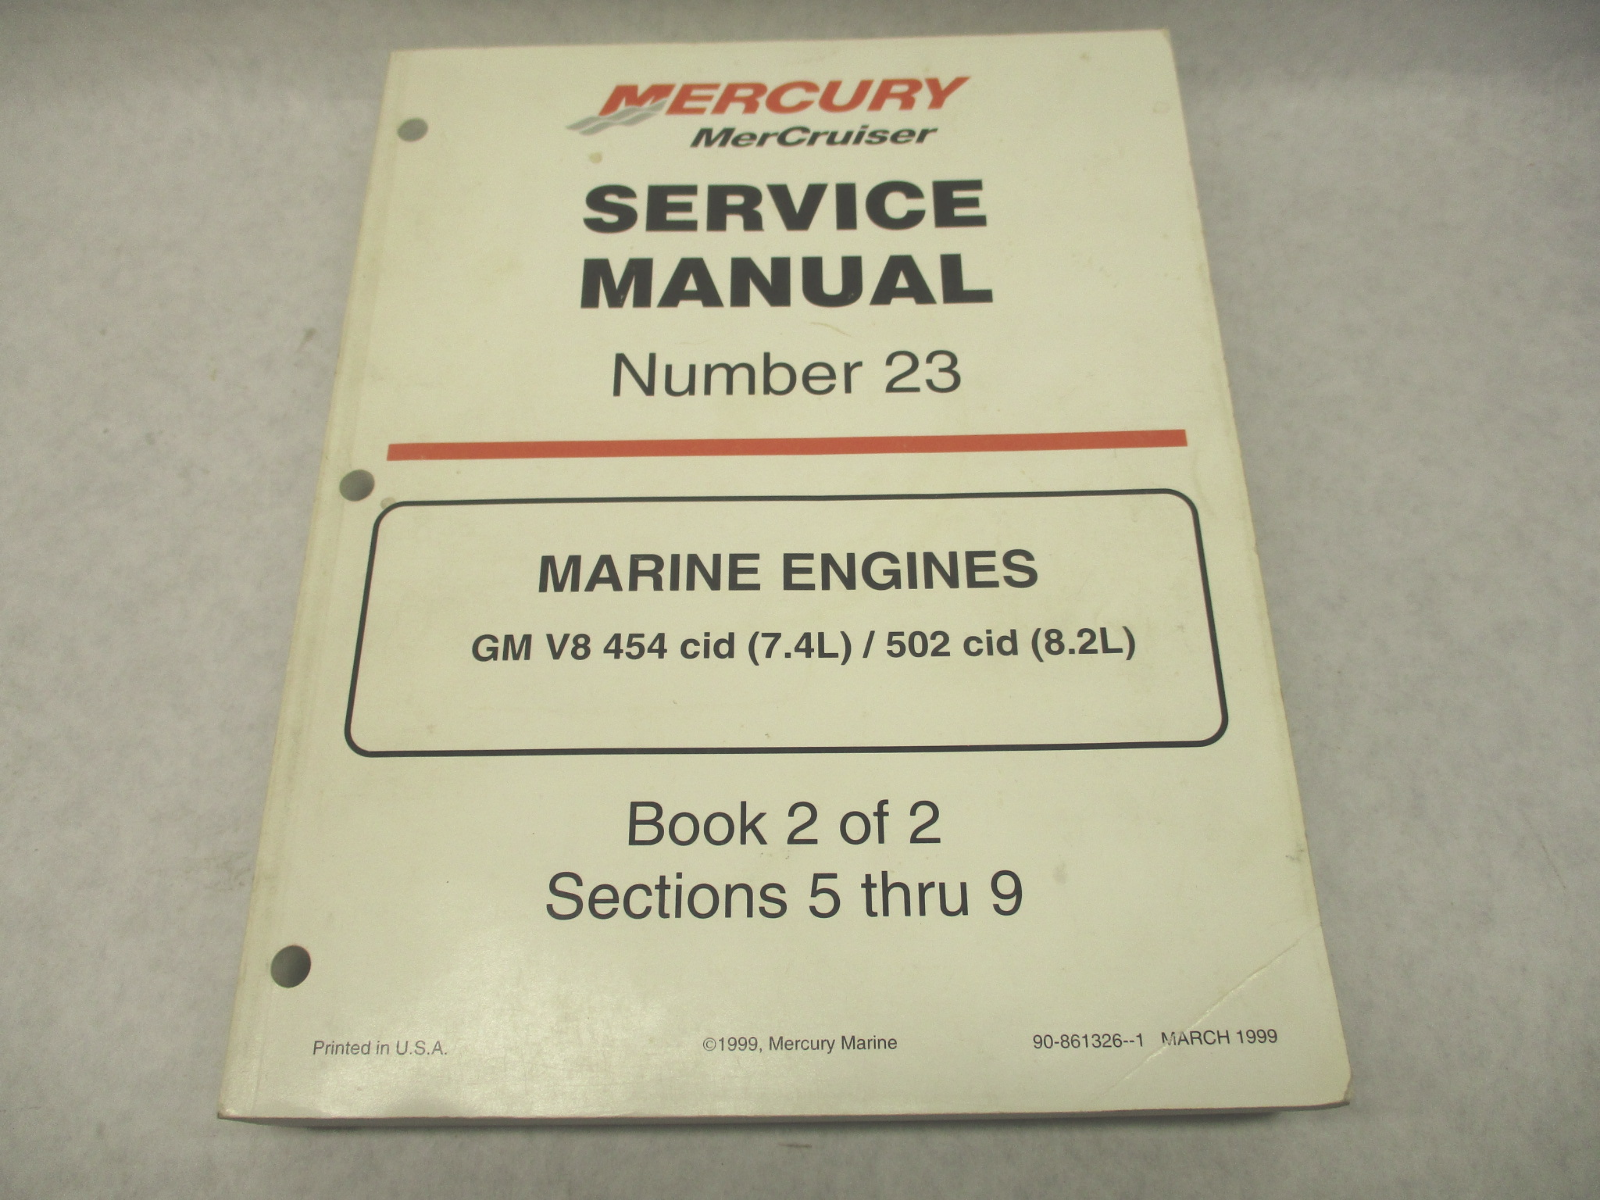 MERCURY
MerCruiser
SERVICE
MANUAL
Number 23
MARINE ENGINES
GM V8 454 cid (7.4L) / 502 cid (8.2L)
Book 2 of 2
Sections 5 thru 9
Printed in U.S.A.
©1999, Mercury Marine
90-861326--1 MARCH 1999